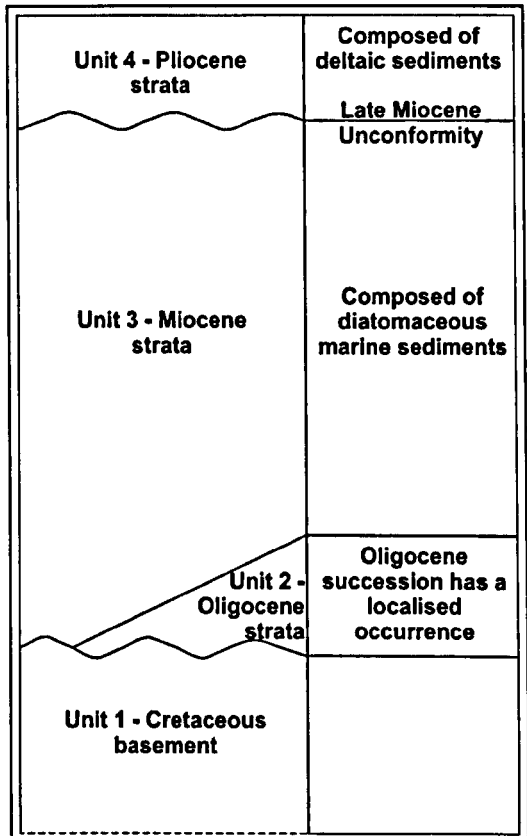 Unit 4 - Pliocene
strata
Composed of
deltaic sediments
Late Miocene
Unconformity
Unit 3 - Miocene
strata
Composed of
diatomaceous
marine sediments
Unit 2 -
Oligocene
strata
Oligocene
succession has a
localised
occurrence
Unit 1 - Cretaceous
basement